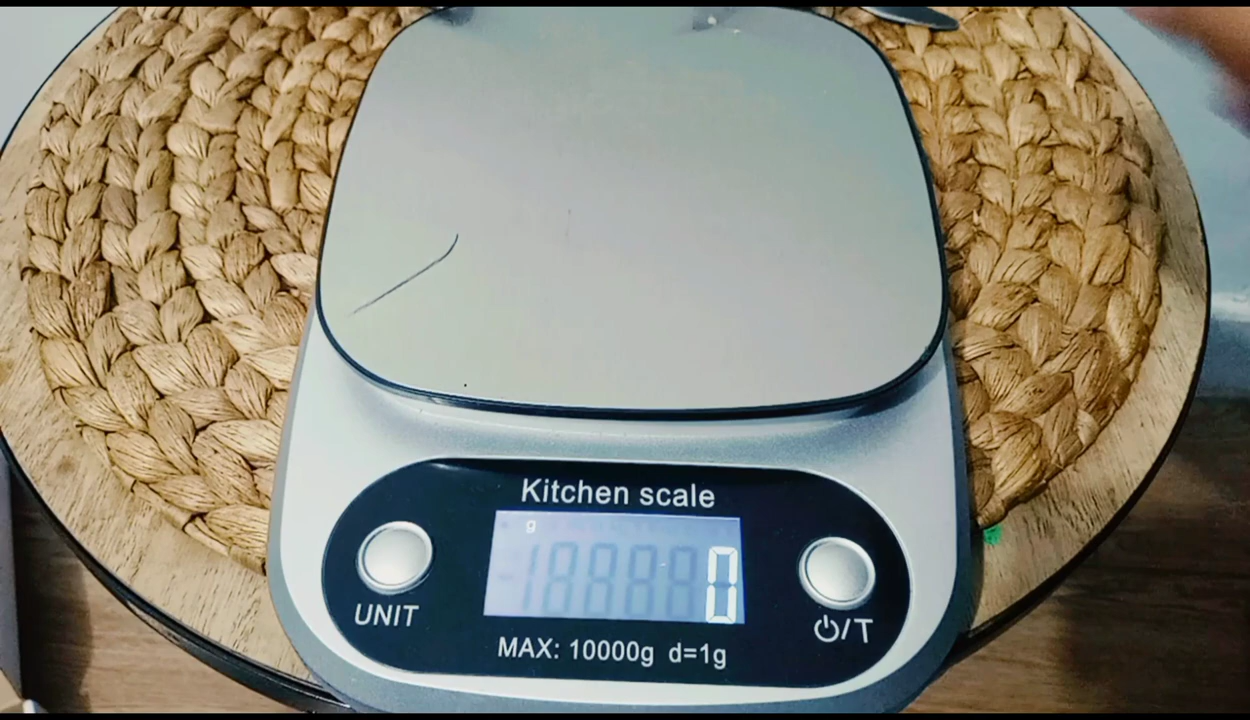 Kitchen scale
g
0
UNIT
⏻/T
MAX: 10000g d=1g